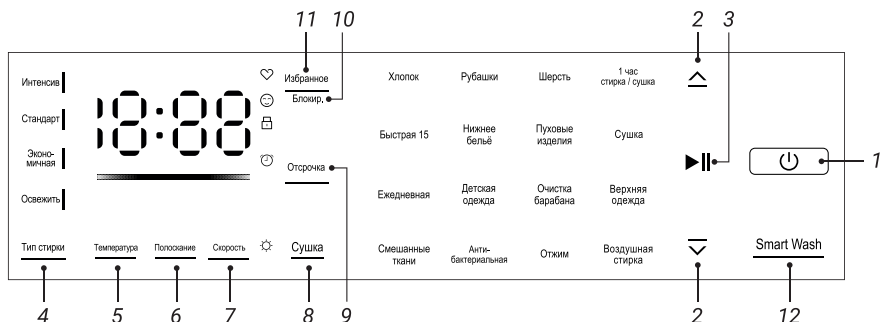 11 10 2 3
Интенсив
Стандарт
Эконо-
мичная
Освежить
18:88
Избранное
Блокир.
Отсрочка
Хлопок Рубашки Шерсть 1 час
стирка / сушка
Быстрая 15 Нижнее
бельё Пуховые
изделия Сушка
Ежедневная Детская
одежда Очистка
барабана Верхняя
одежда
Смешанные
ткани Анти-
бактериальная Отжим Воздушная
стирка
1
Тип стирки Температура Полоскание Скорость Сушка
Smart Wash
4 5 6 7 8 9 2 12